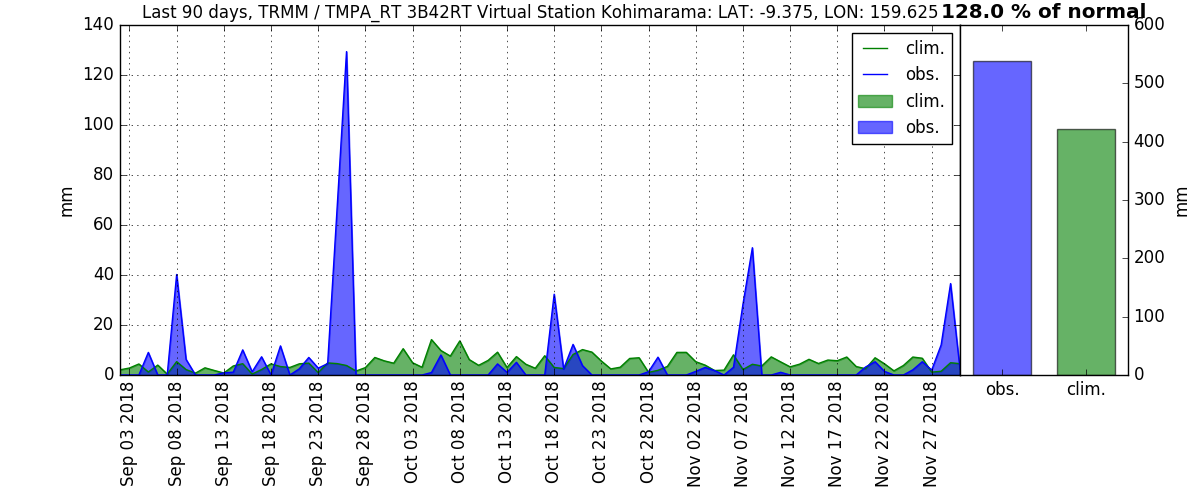 Last 90 days, TRMM / TMPA_RT 3B42RT Virtual Station Kohimarama: LAT: -9.375, LON: 159.625 128.0 % of normal
140
120
100
80
60
40
20
0
mm
clim.
obs.
clim.
obs.
600
500
400
300
200
100
0
mm
Sep 03 2018
Sep 08 2018
Sep 13 2018
Sep 18 2018
Sep 23 2018
Sep 28 2018
Oct 03 2018
Oct 08 2018
Oct 13 2018
Oct 18 2018
Oct 23 2018
Oct 28 2018
Nov 02 2018
Nov 07 2018
Nov 12 2018
Nov 17 2018
Nov 22 2018
Nov 27 2018
obs.
clim.